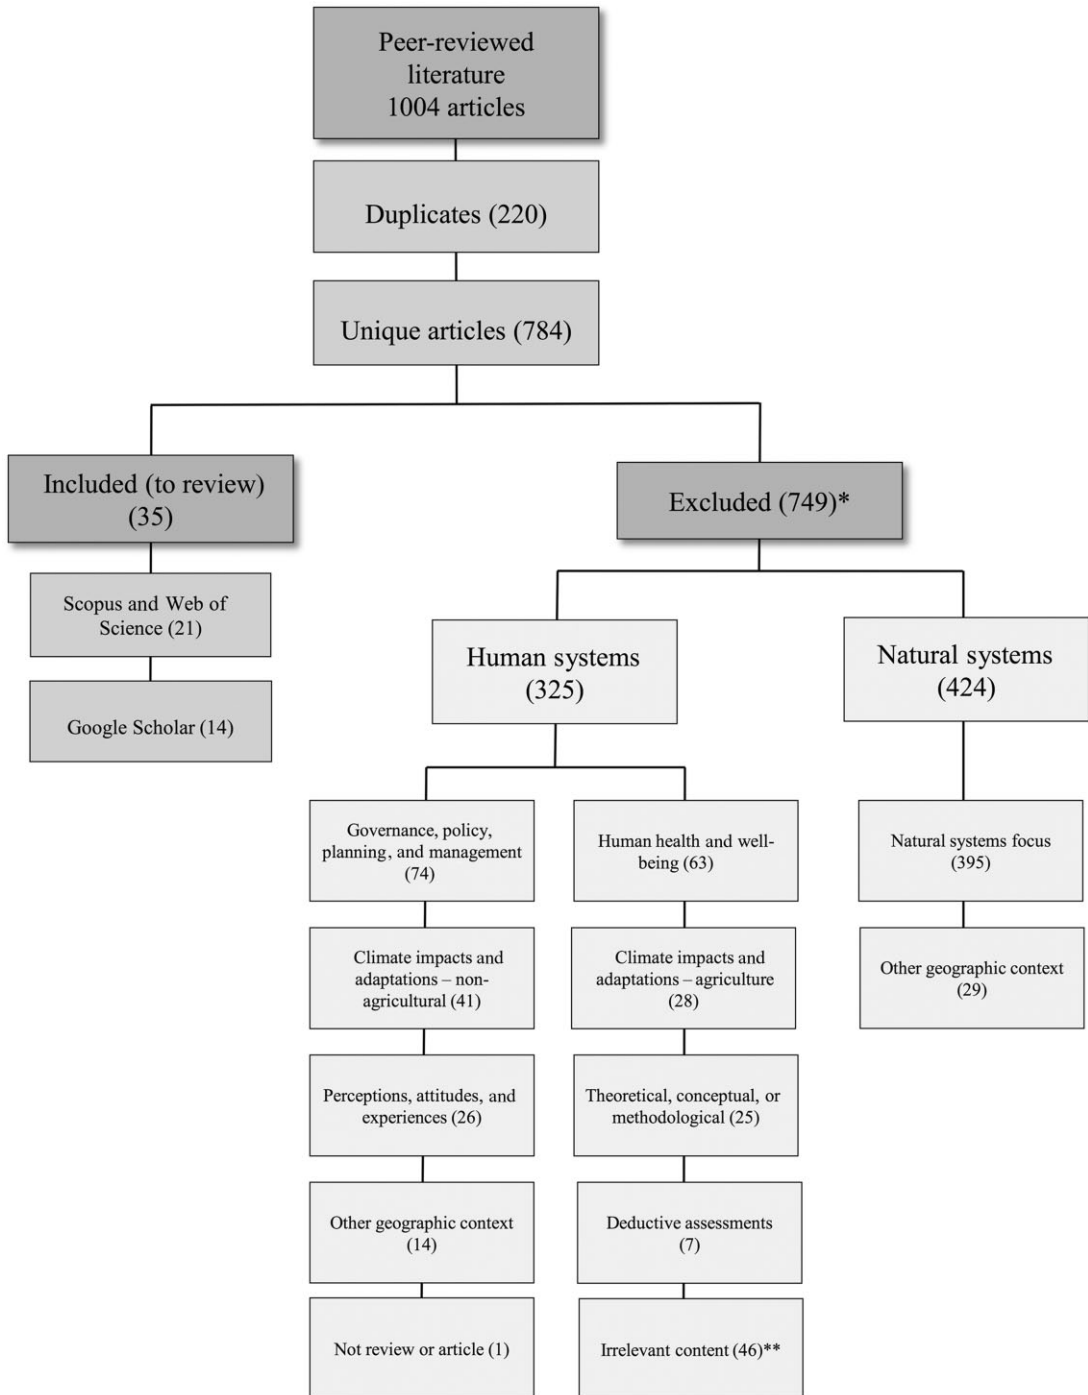 Peer-reviewed
literature
1004 articles
Duplicates (220)
Unique articles (784)
Included (to review)
(35)
Scopus and Web of
Science (21)
Google Scholar (14)
Excluded (749)*
Human systems
(325)
Natural systems
(424)
Governance, policy,
planning, and management
(74)
Climate impacts and
adaptations – non-
agricultural (41)
Perceptions, attitudes, and
experiences (26)
Other geographic context
(14)
Not review or article (1)
Human health and well-
being (63)
Climate impacts and
adaptations – agriculture
(28)
Theoretical, conceptual, or
methodological (25)
Deductive assessments
(7)
Irrelevant content (46)**
Natural systems focus
(395)
Other geographic context
(29)